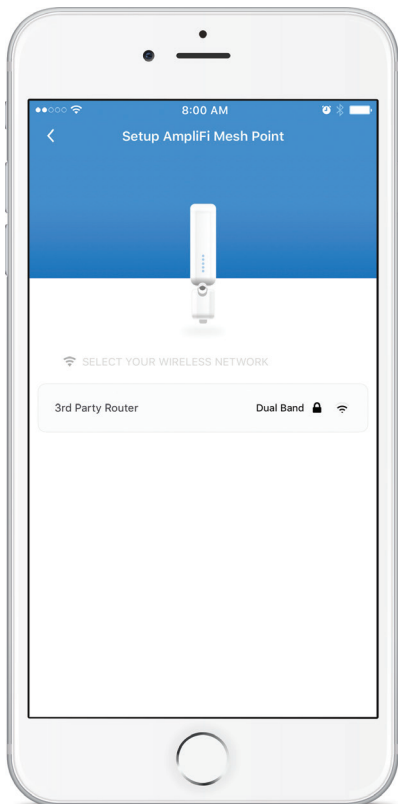 8:00 AM
Setup AmpliFi Mesh Point
SELECT YOUR WIRELESS NETWORK
3rd Party Router Dual Band